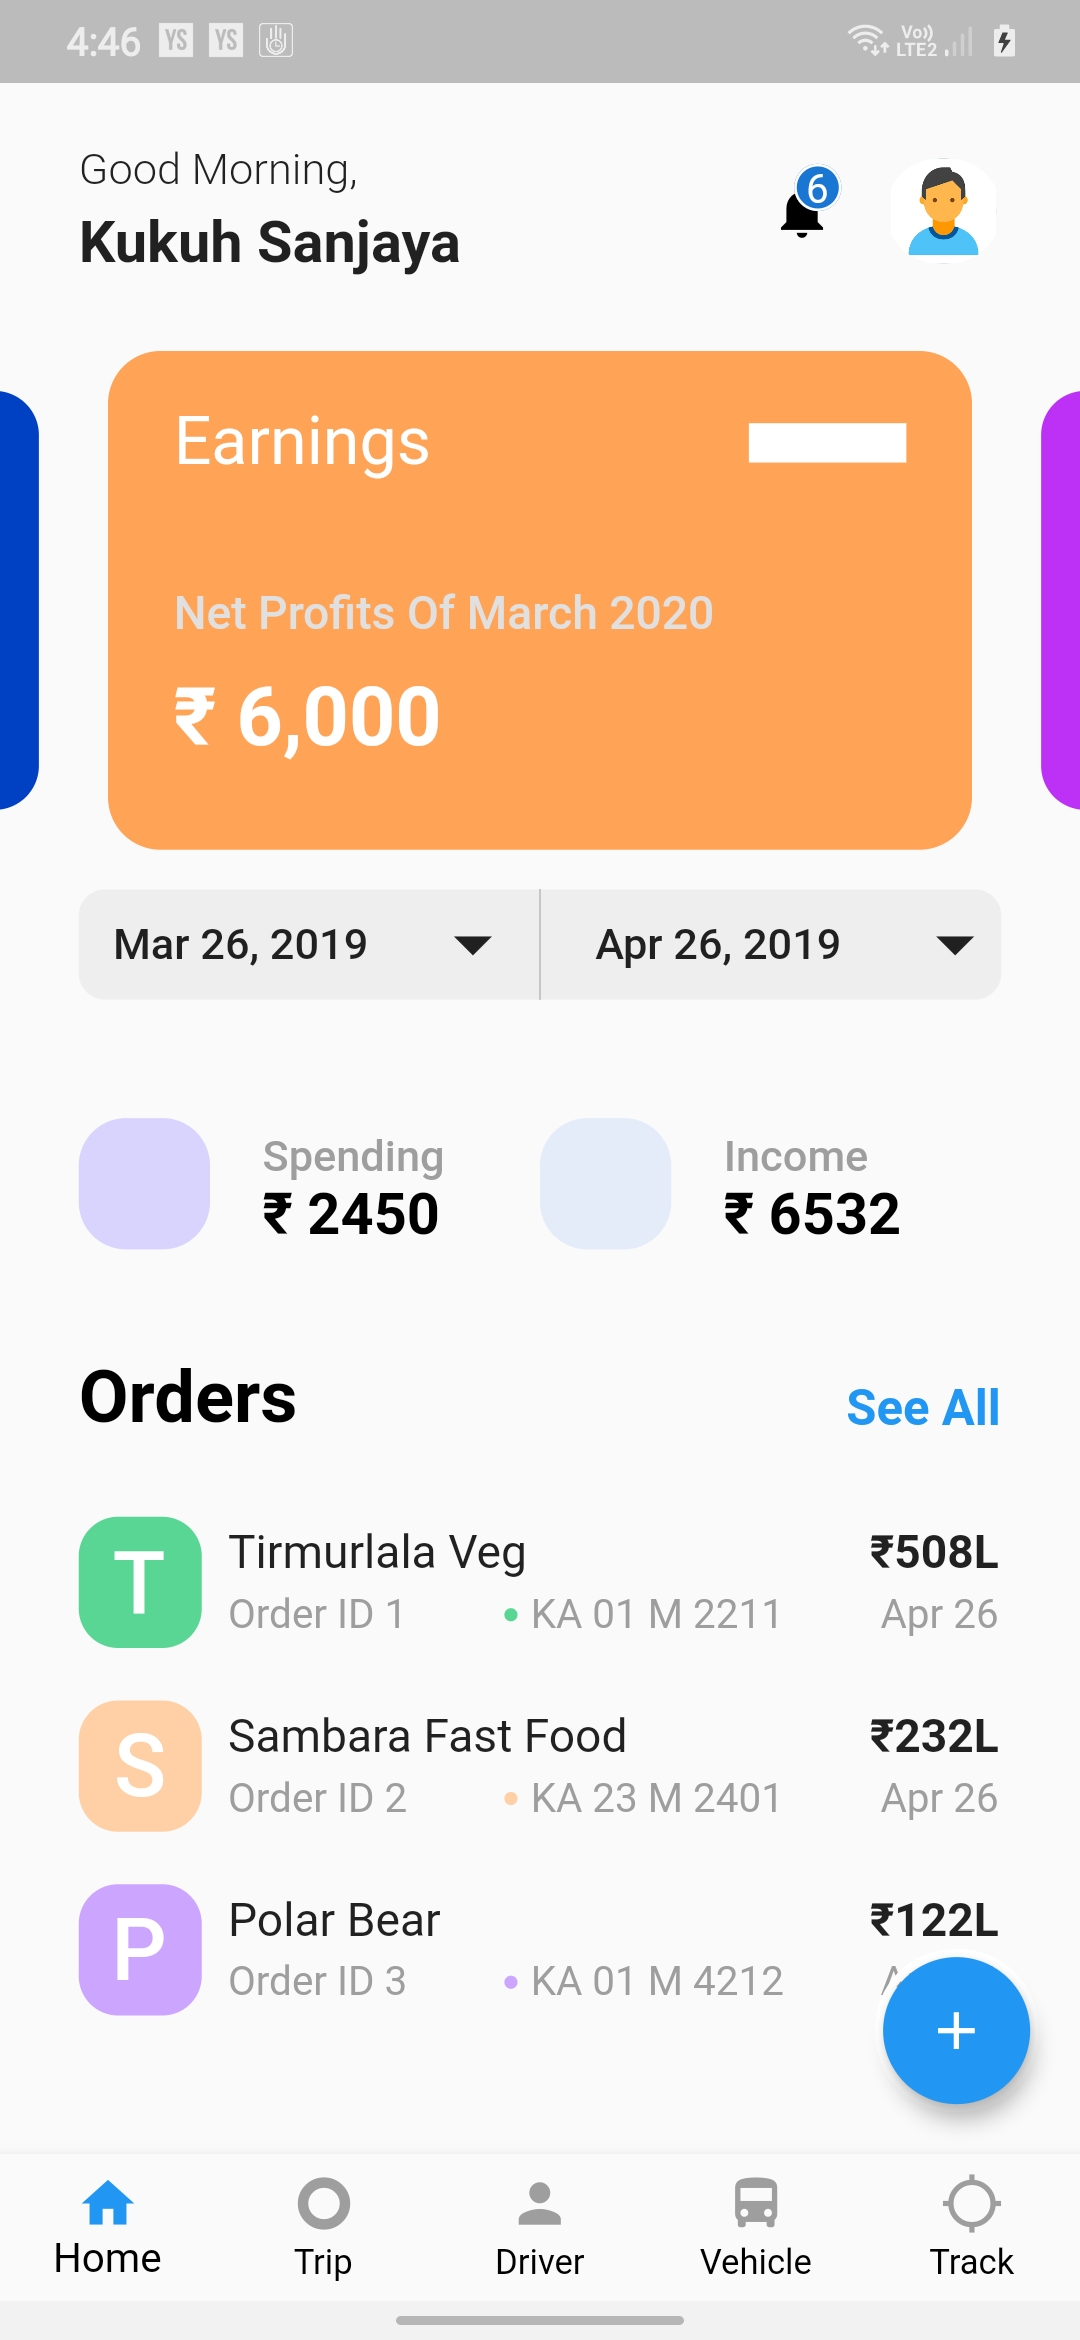 4:46 YS YS Vo)) LTE2
Good Morning,
Kukuh Sanjaya
6
Earnings
Net Profits Of March 2020
₹ 6,000
Mar 26, 2019 Apr 26, 2019
Spending Income
₹ 2450 ₹ 6532
Orders See All
T Tirmurlala Veg ₹508L
Order ID 1 KA 01 M 2211 Apr 26
S Sambara Fast Food ₹232L
Order ID 2 KA 23 M 2401 Apr 26
P Polar Bear ₹122L
Order ID 3 KA 01 M 4212
+
Home Trip Driver Vehicle Track